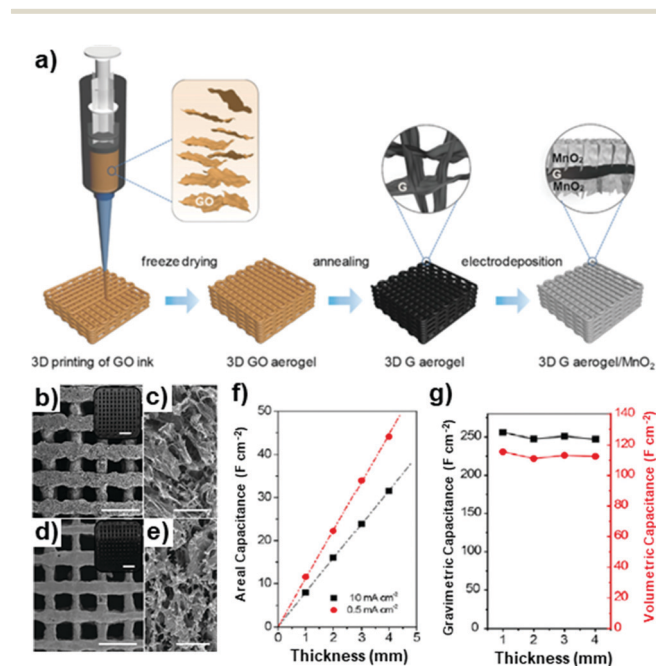 a)
GO
G
MnO₂
G
MnO₂
freeze drying
annealing
electrodeposition
3D printing of GO ink
3D GO aerogel
3D G aerogel
3D G aerogel/MnO₂
b)
c)
d)
e)
f)
50
40
30
20
10
0
0
1
2
3
4
5
Areal Capacitance (F cm⁻²)
Thickness (mm)
10 mA cm⁻²
0.5 mA cm⁻²
g)
250
200
150
100
50
0
1
2
3
4
140
120
100
80
60
40
20
0
Gravimetric Capacitance (F cm⁻²)
Volumetric Capacitance (F cm⁻²)
Thickness (mm)